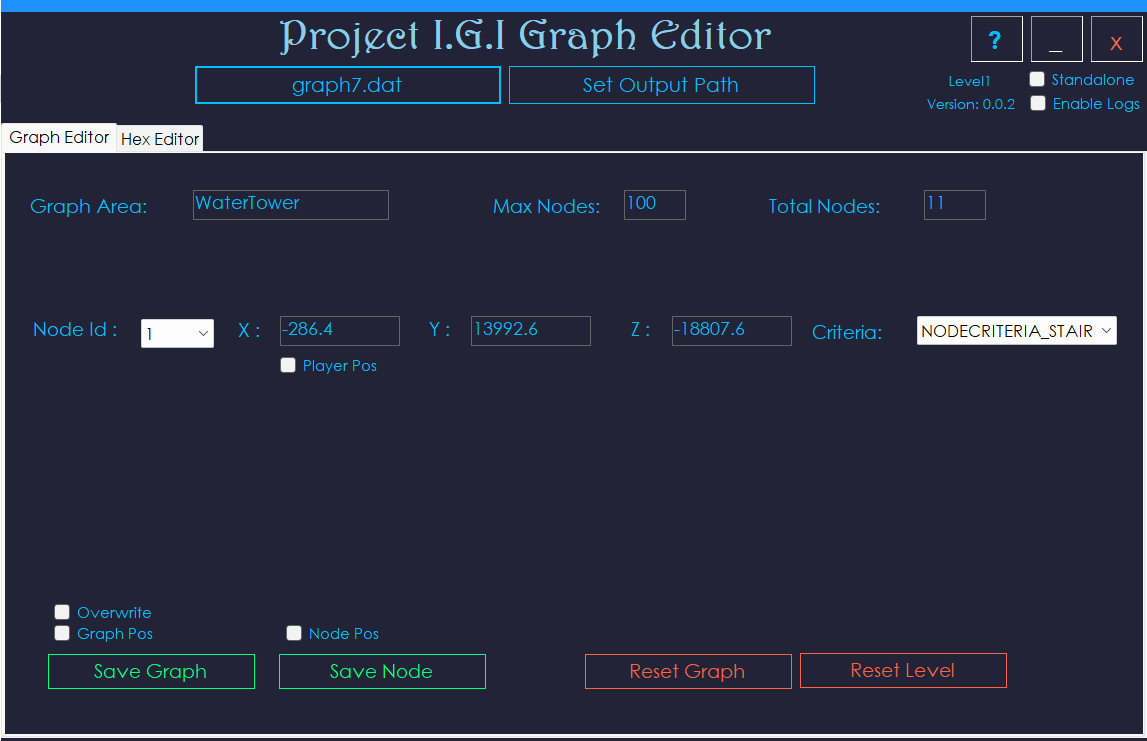 Project I.G.I Graph Editor
? _ x
graph7.dat Set Output Path
Level1 Standalone
Version: 0.0.2 Enable Logs
Graph Editor Hex Editor
Graph Area: WaterTower Max Nodes: 100 Total Nodes: 11
Node Id : 1 X : -286.4 Y : 13992.6 Z : -18807.6 Criteria: NODECRITERIA_STAIR
Player Pos
Overwrite
Graph Pos Node Pos
Save Graph Save Node Reset Graph Reset Level